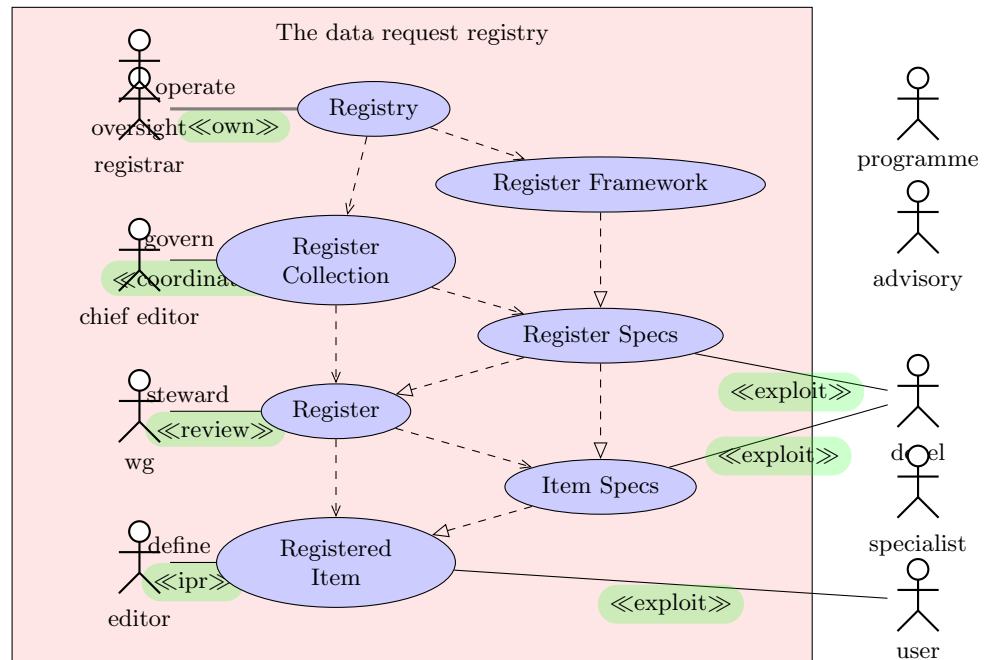 The data request registry
operate
Registry
oversight
≪own≫
registrar
programme
Register Framework
advisory
govern
Register
Collection
≪coordinat
chief editor
Register Specs
≪exploit≫
steward
Register
≪review≫
wg
≪exploit≫
Item Specs
specialist
define
Registered
Item
≪ipr≫
editor
≪exploit≫
user